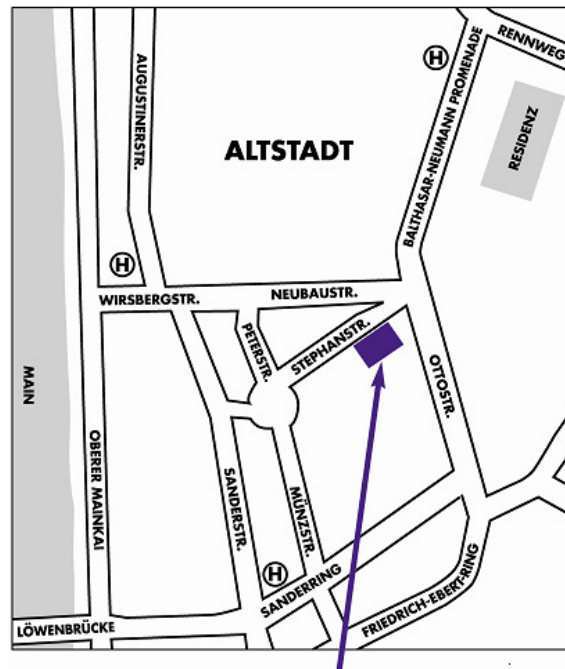 RENNWEG
AUGUSTINERSTR.
H
BALTHASAR-NEUMANN PROMENADE
RESIDENZ
ALTSTADT
H
WIRSBERGSTR.
NEUBAUSTR.
PETERSTR.
STEPHANSTR.
MAIN
OTTOSTR.
OBERER MAINKAI
SANDERSTR.
MÜNZSTR.
H
SANDERRING
FRIEDRICH-EBERT-RING
LÖWENBRÜCKE